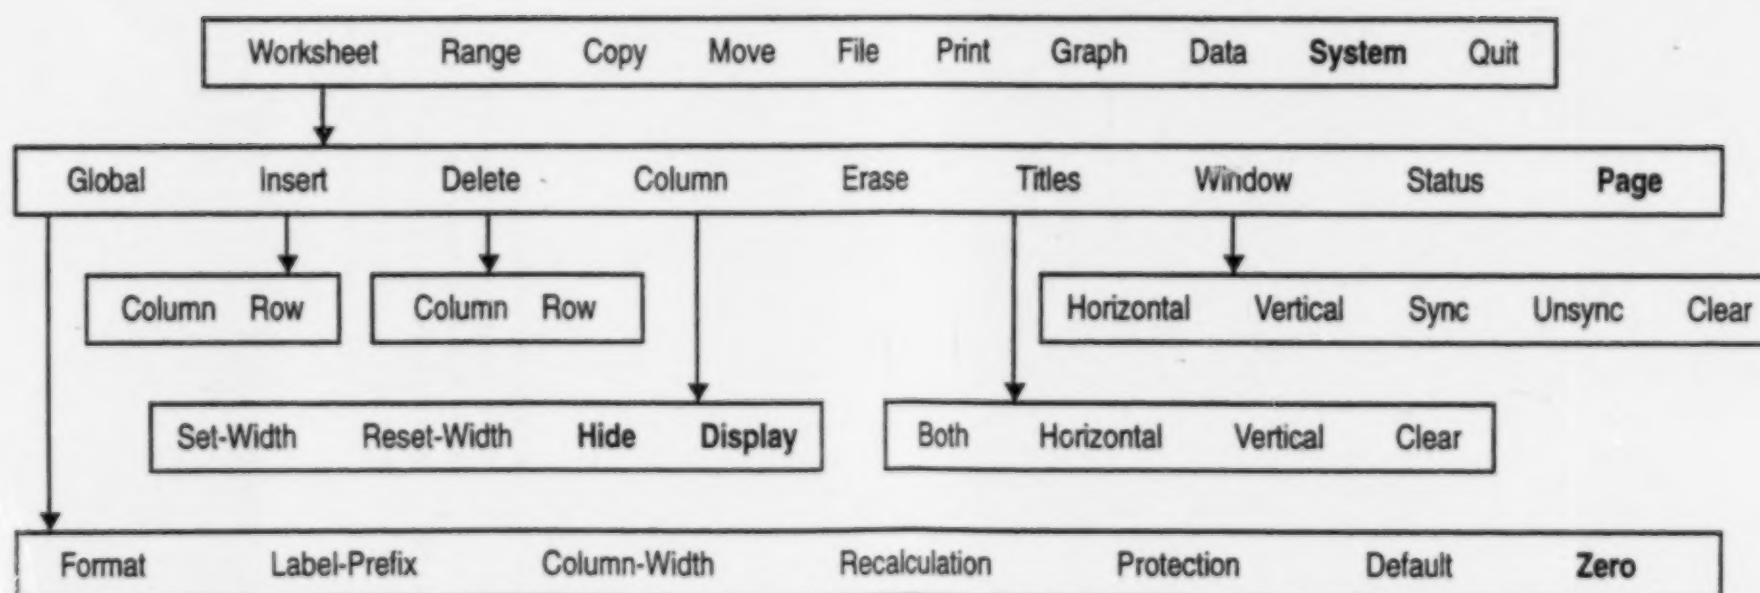 Worksheet Range Copy Move File Print Graph Data System Quit
Global Insert Delete Column Erase Titles Window Status Page
Column Row Column Row Horizontal Vertical Sync Unsync Clear
Set-Width Reset-Width Hide Display Both Horizontal Vertical Clear
Format Label-Prefix Column-Width Recalculation Protection Default Zero